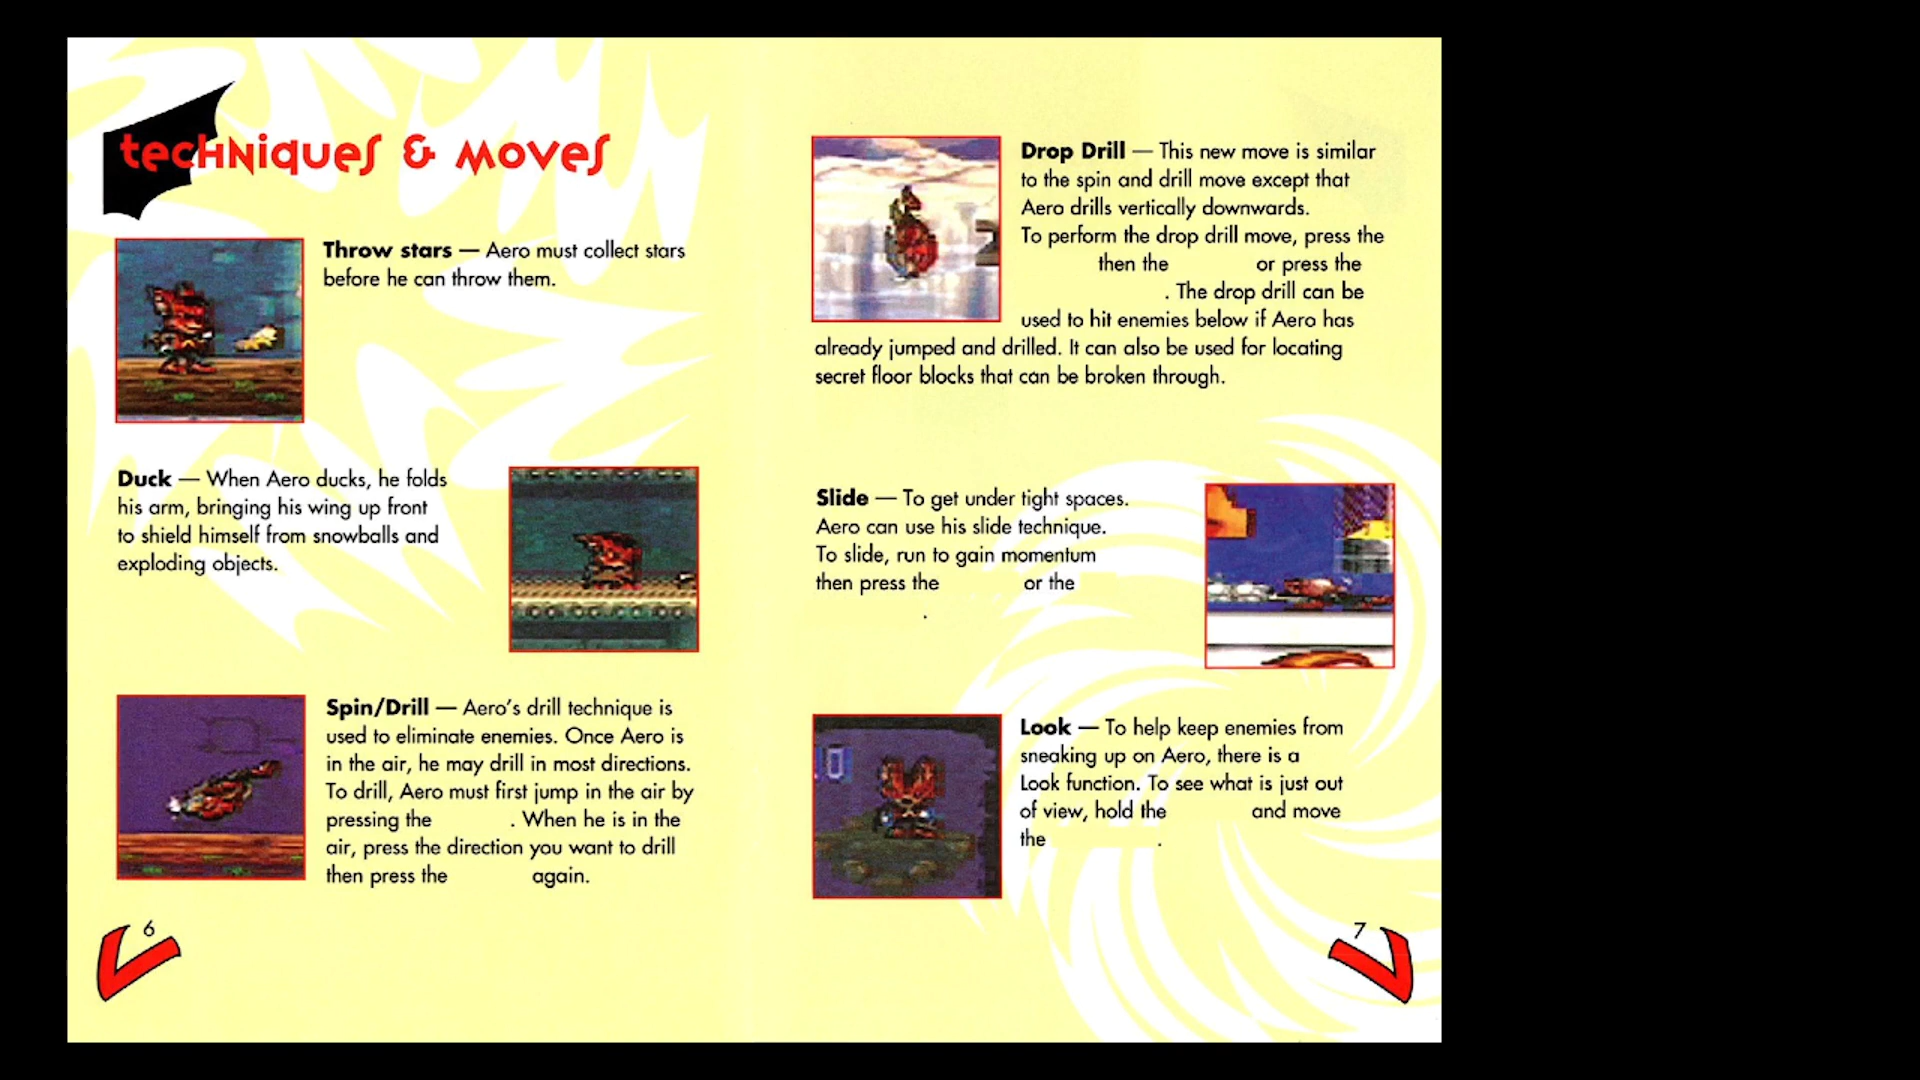 techniques & moves
Throw stars — Aero must collect stars
before he can throw them.
Duck — When Aero ducks, he folds
his arm, bringing his wing up front
to shield himself from snowballs and
exploding objects.
Spin/Drill — Aero's drill technique is
used to eliminate enemies. Once Aero is
in the air, he may drill in most directions.
To drill, Aero must first jump in the air by
pressing the . When he is in the
air, press the direction you want to drill
then press the again.
6
Drop Drill — This new move is similar
to the spin and drill move except that
Aero drills vertically downwards.
To perform the drop drill move, press the
then the or press the
. The drop drill can be
used to hit enemies below if Aero has
already jumped and drilled. It can also be used for locating
secret floor blocks that can be broken through.
Slide — To get under tight spaces.
Aero can use his slide technique.
To slide, run to gain momentum
then press the or the
.
Look — To help keep enemies from
sneaking up on Aero, there is a
Look function. To see what is just out
of view, hold the and move
the .
7